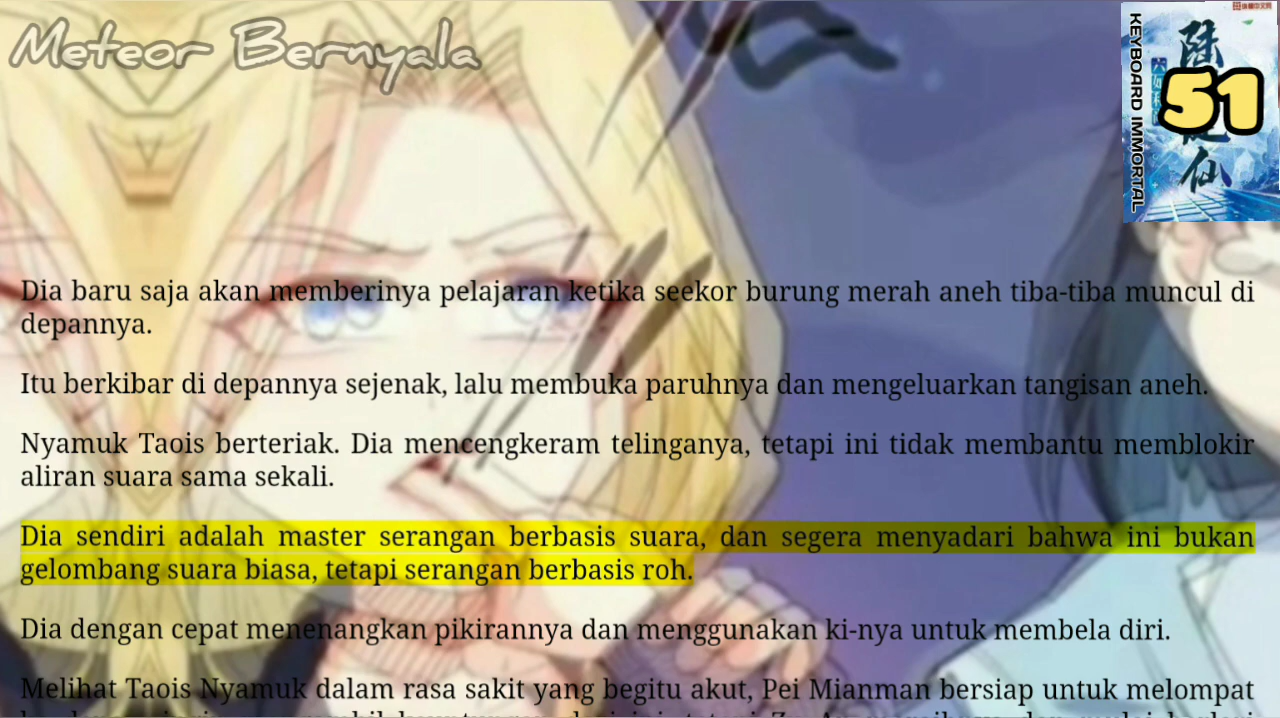 Meteor Bernyala
KEYBOARD IMMORTAL
51
Dia baru saja akan memberinya pelajaran ketika seekor burung merah aneh tiba-tiba muncul di
depannya.
Itu berkibar di depannya sejenak, lalu membuka paruhnya dan mengeluarkan tangisan aneh.
Nyamuk Taois berteriak. Dia mencengkeram telinganya, tetapi ini tidak membantu memblokir
aliran suara sama sekali.
Dia sendiri adalah master serangan berbasis suara, dan segera menyadari bahwa ini bukan
gelombang suara biasa, tetapi serangan berbasis roh.
Dia dengan cepat menenangkan pikirannya dan menggunakan ki-nya untuk membela diri.
Melihat Taois Nyamuk dalam rasa sakit yang begitu akut, Pei Mianman bersiap untuk melompat